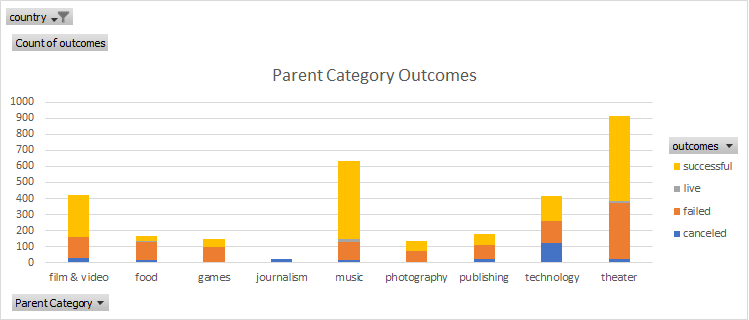 country
Count of outcomes
Parent Category Outcomes
1000
900
800
700
600
500
400
300
200
100
0
film & video food games journalism music photography publishing technology theater
outcomes
successful
live
failed
canceled
Parent Category